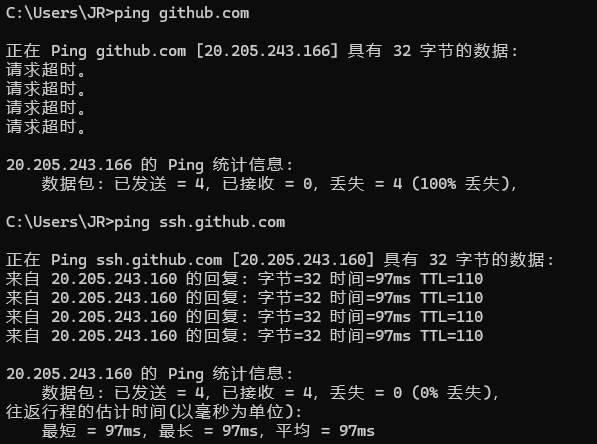 C:\Users\JR>ping github.com
正在 Ping github.com [20.205.243.166] 具有 32 字节的数据:
请求超时。
请求超时。
请求超时。
请求超时。
20.205.243.166 的 Ping 统计信息:
    数据包: 已发送 = 4, 已接收 = 0, 丢失 = 4 (100% 丢失),
C:\Users\JR>ping ssh.github.com
正在 Ping ssh.github.com [20.205.243.160] 具有 32 字节的数据:
来自 20.205.243.160 的回复: 字节=32 时间=97ms TTL=110
来自 20.205.243.160 的回复: 字节=32 时间=97ms TTL=110
来自 20.205.243.160 的回复: 字节=32 时间=97ms TTL=110
来自 20.205.243.160 的回复: 字节=32 时间=97ms TTL=110
20.205.243.160 的 Ping 统计信息:
    数据包: 已发送 = 4, 已接收 = 4, 丢失 = 0 (0% 丢失),
往返行程的估计时间(以毫秒为单位):
    最短 = 97ms, 最长 = 97ms, 平均 = 97ms